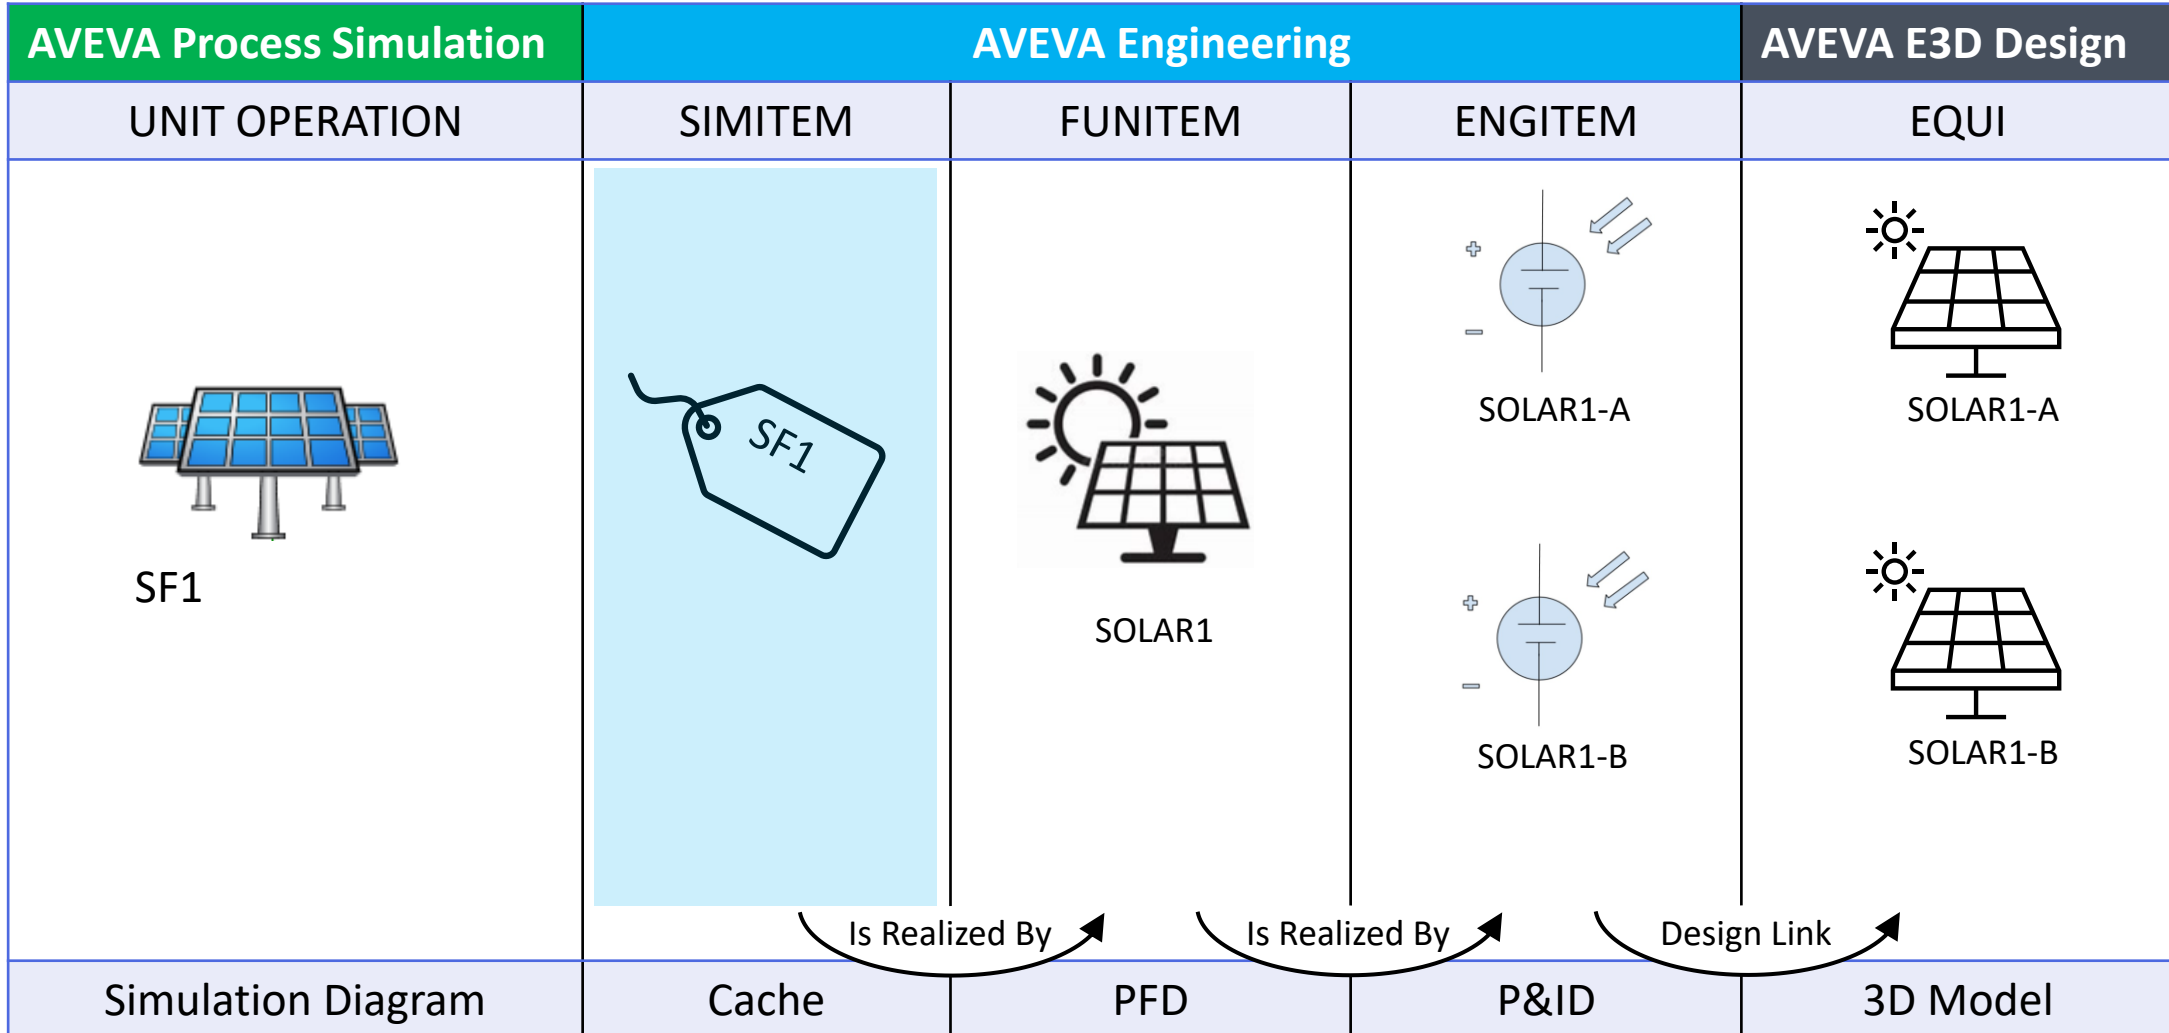 AVEVA Process Simulation
AVEVA Engineering
AVEVA E3D Design
UNIT OPERATION
SIMITEM
FUNITEM
ENGITEM
EQUI
SF1
SF1
SOLAR1
+
−
SOLAR1-A
+
−
SOLAR1-B
SOLAR1-A
SOLAR1-B
Is Realized By
Is Realized By
Design Link
Simulation Diagram
Cache
PFD
P&ID
3D Model